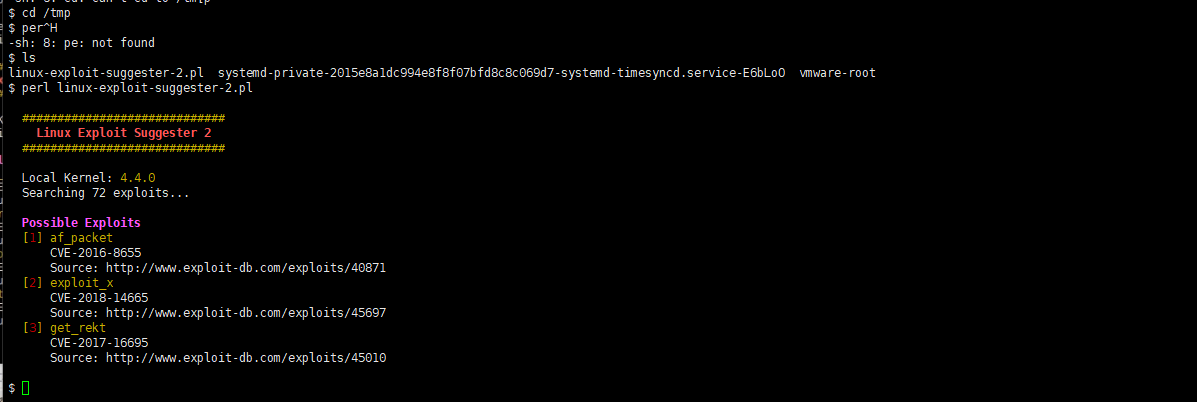 $ cd /tmp
$ per^H
-sh: 8: pe: not found
$ ls
linux-exploit-suggester-2.pl  systemd-private-2015e8a1dc994e8f8f07bfd8c8c069d7-systemd-timesyncd.service-E6bLoO  vmware-root
$ perl linux-exploit-suggester-2.pl
#############################
Linux Exploit Suggester 2
#############################
Local Kernel: 4.4.0
Searching 72 exploits...
Possible Exploits
[1] af_packet
CVE-2016-8655
Source: http://www.exploit-db.com/exploits/40871
[2] exploit_x
CVE-2018-14665
Source: http://www.exploit-db.com/exploits/45697
[3] get_rekt
CVE-2017-16695
Source: http://www.exploit-db.com/exploits/45010
$